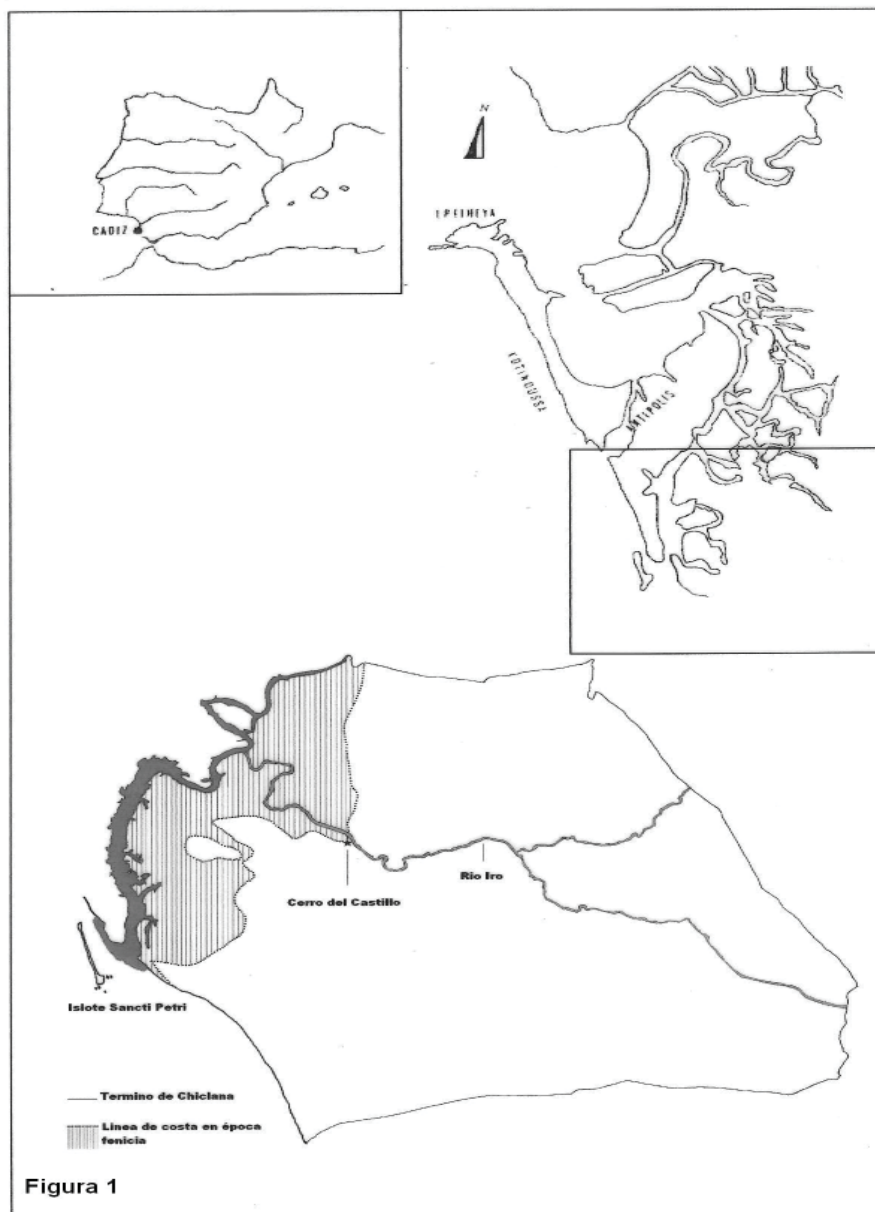 CADIZ
N
EPITHEYA
KOTINOUSSA
ANTIPOLIS
Cerro del Castillo
Rio Iro
Islote Sancti Petri
Termino de Chiclana
Linea de costa en época
fenicia
Figura 1